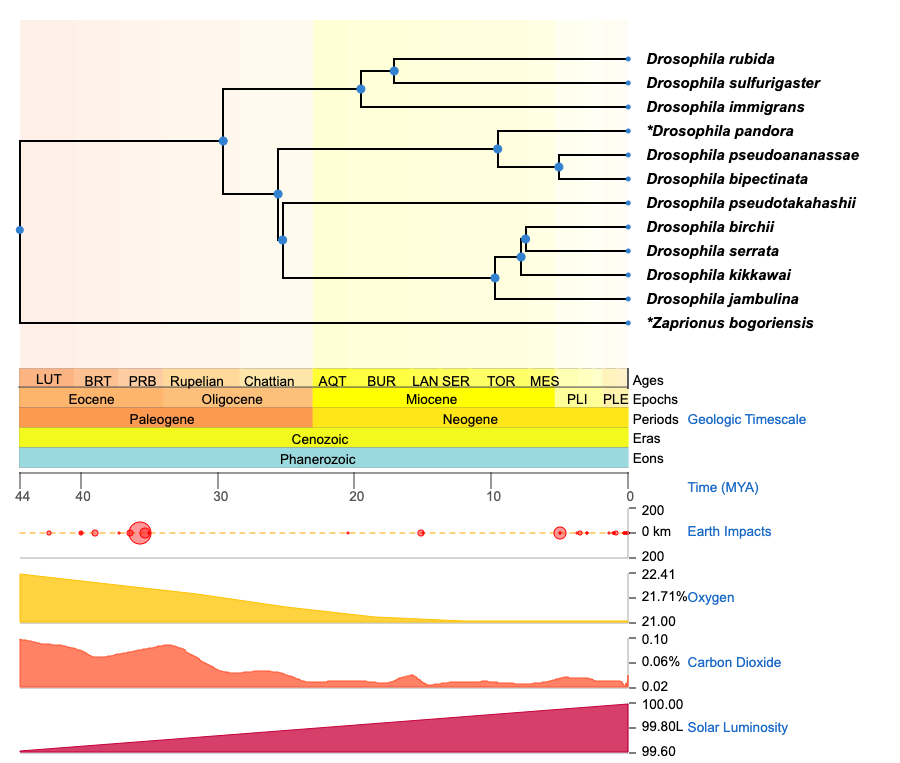 Drosophila rubida
Drosophila sulfurigaster
Drosophila immigrans
*Drosophila pandora
Drosophila pseudoananassae
Drosophila bipectinata
Drosophila pseudotakahashii
Drosophila birchii
Drosophila serrata
Drosophila kikkawai
Drosophila jambulina
*Zaprionus bogoriensis
LUT BRT PRB Rupelian Chattian AQT BUR LAN SER TOR MES Ages
Eocene Oligocene Miocene PLI PLE Epochs
Paleogene Neogene Periods Geologic Timescale
Cenozoic Eras
Phanerozoic Eons
44 40 30 20 10 0 Time (MYA)
200
0 km Earth Impacts
200
22.41
21.71% Oxygen
21.00
0.10
0.06% Carbon Dioxide
0.02
100.00
99.80L Solar Luminosity
99.60